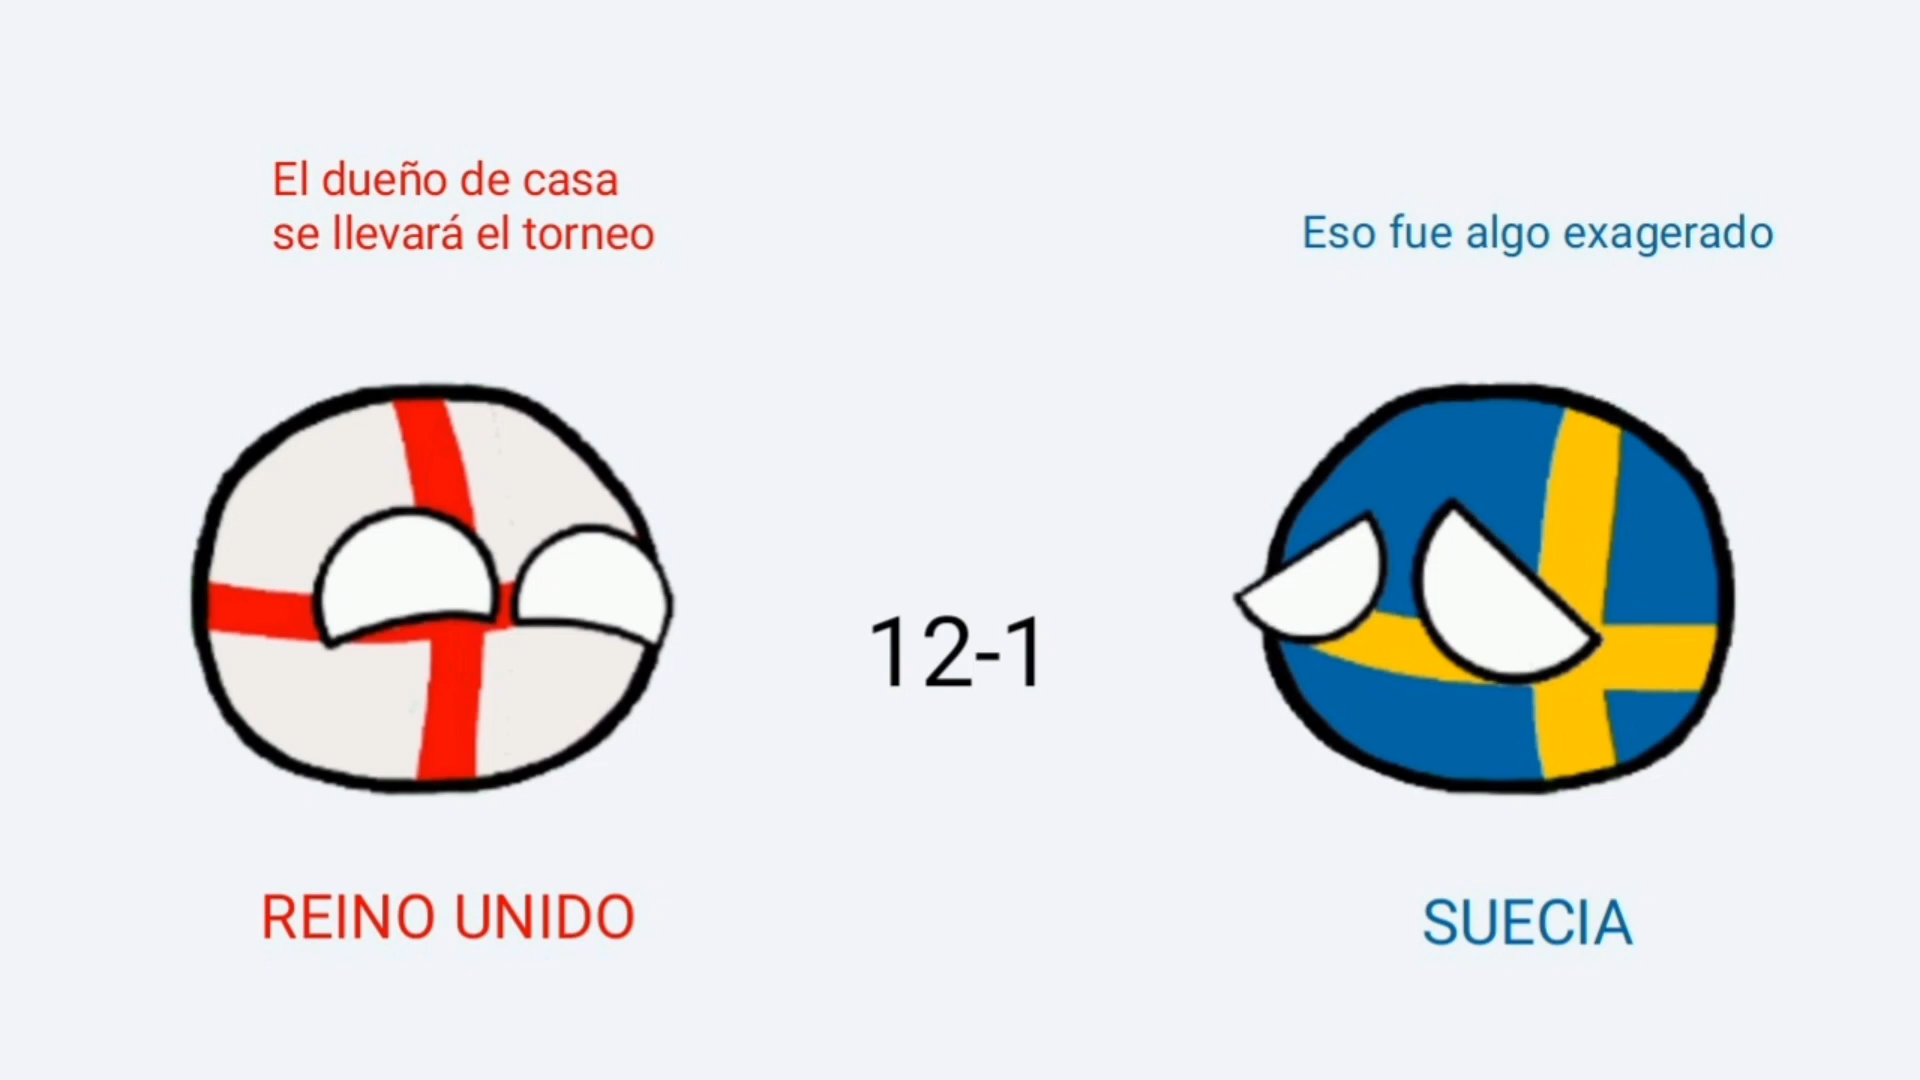 El dueño de casa
se llevará el torneo
Eso fue algo exagerado
12-1
REINO UNIDO
SUECIA